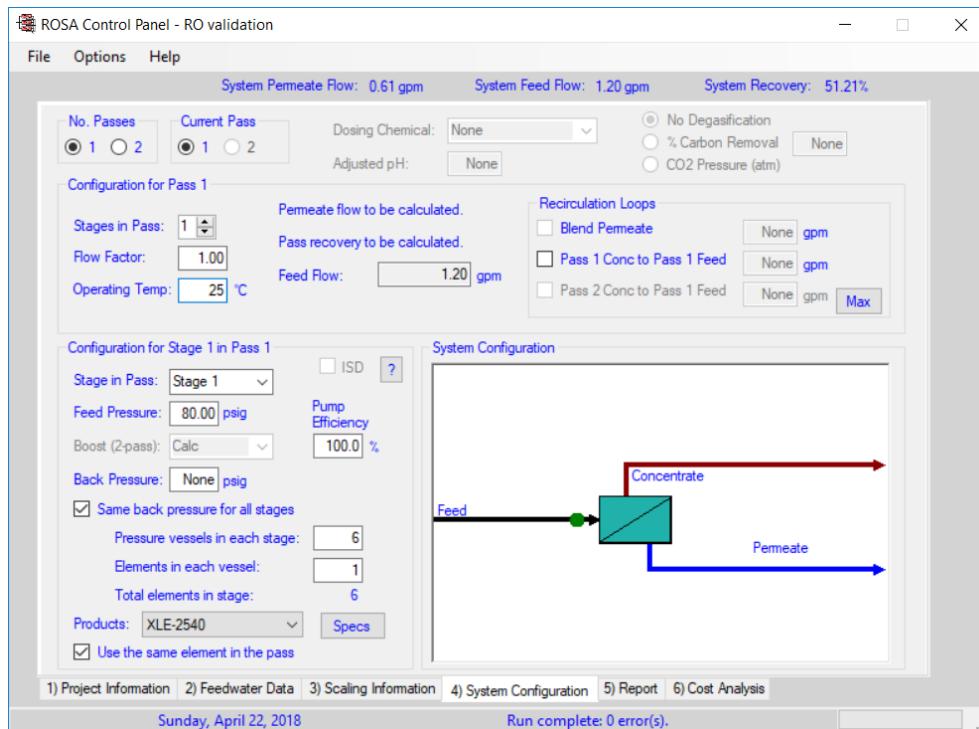 ROSA Control Panel - RO validation
File Options Help
System Permeate Flow: 0.61 gpm System Feed Flow: 1.20 gpm System Recovery: 51.21%
No. Passes
1 2
Current Pass
1 2
Dosing Chemical: None
Adjusted pH: None
No Degasification
% Carbon Removal None
CO2 Pressure (atm)
Configuration for Pass 1
Stages in Pass: 1
Flow Factor: 1.00
Operating Temp: 25 °C
Permeate flow to be calculated.
Pass recovery to be calculated.
Feed Flow: 1.20 gpm
Recirculation Loops
Blend Permeate None gpm
Pass 1 Conc to Pass 1 Feed None gpm
Pass 2 Conc to Pass 1 Feed None gpm Max
Configuration for Stage 1 in Pass 1
ISD ?
Stage in Pass: Stage 1
Feed Pressure: 80.00 psig
Pump
Efficiency
100.0 %
Boost (2-pass): Calc
Back Pressure: None psig
Same back pressure for all stages
Pressure vessels in each stage: 6
Elements in each vessel: 1
Total elements in stage: 6
Products: XLE-2540 Specs
Use the same element in the pass
System Configuration
Concentrate
Feed
Permeate
1) Project Information 2) Feedwater Data 3) Scaling Information 4) System Configuration 5) Report 6) Cost Analysis
Sunday, April 22, 2018 Run complete: 0 error(s).